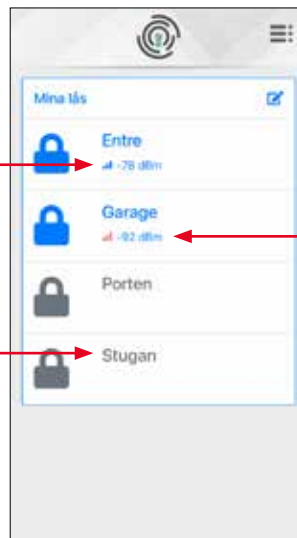 Mina lås
Entre
-78 dBm
Garage
-92 dBm
Porten
Stugan